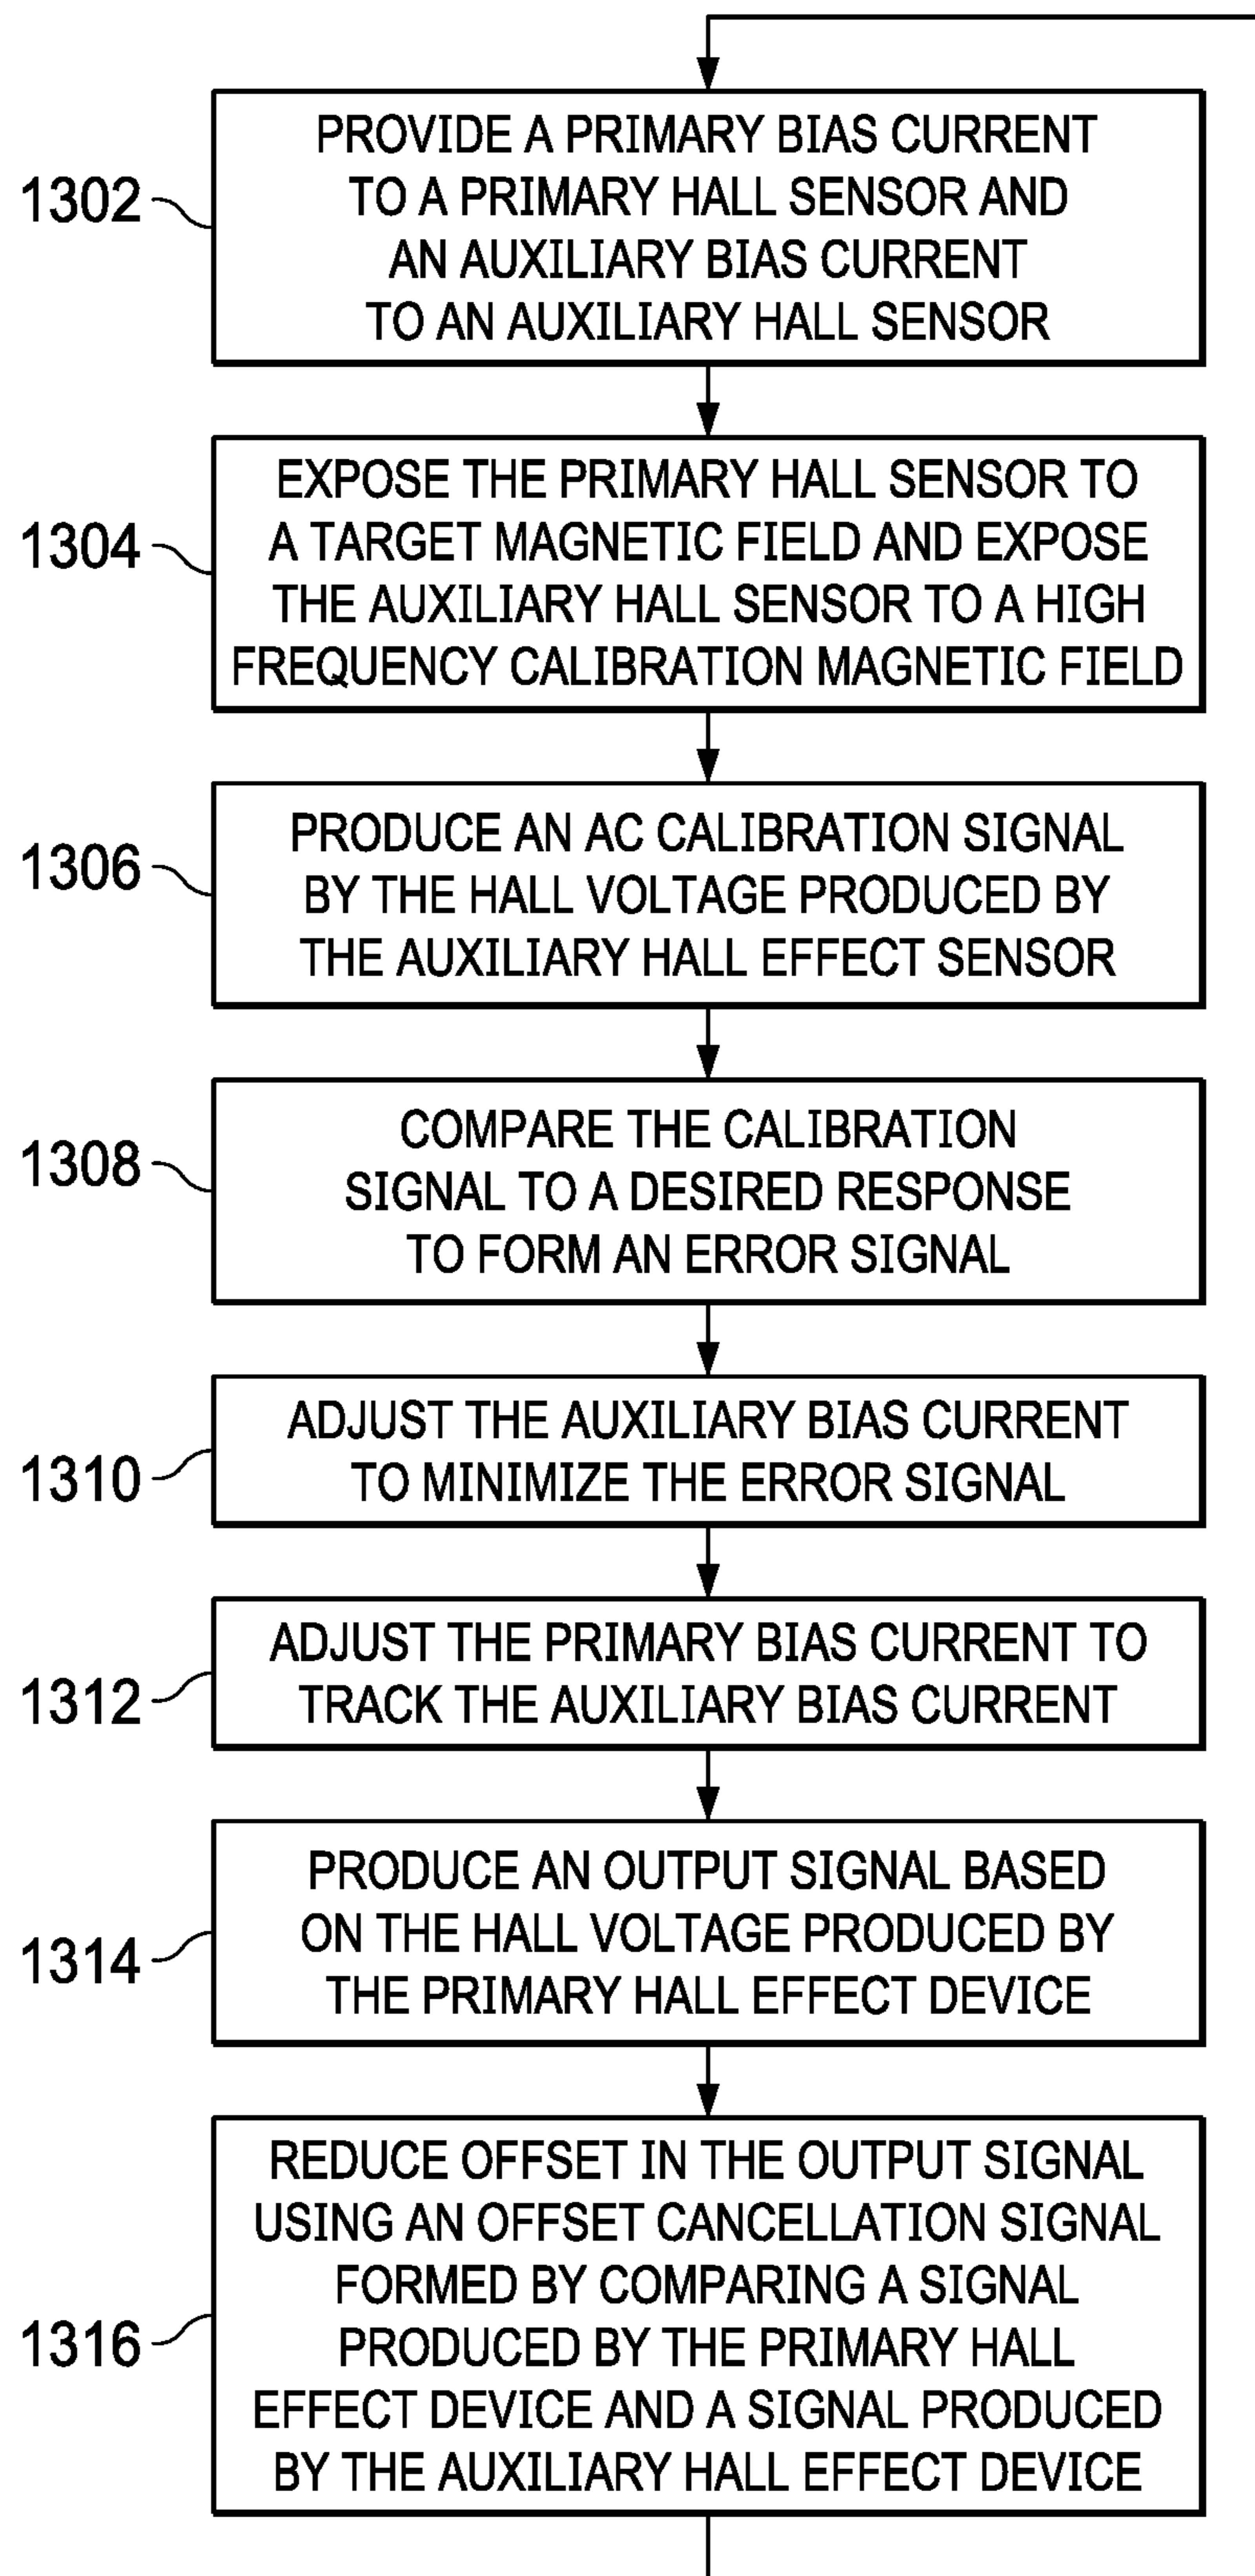 PROVIDE A PRIMARY BIAS CURRENT
TO A PRIMARY HALL SENSOR AND
AN AUXILIARY BIAS CURRENT
TO AN AUXILIARY HALL SENSOR
1302
EXPOSE THE PRIMARY HALL SENSOR TO
A TARGET MAGNETIC FIELD AND EXPOSE
THE AUXILIARY HALL SENSOR TO A HIGH
FREQUENCY CALIBRATION MAGNETIC FIELD
1304
PRODUCE AN AC CALIBRATION SIGNAL
BY THE HALL VOLTAGE PRODUCED BY
THE AUXILIARY HALL EFFECT SENSOR
1306
COMPARE THE CALIBRATION
SIGNAL TO A DESIRED RESPONSE
TO FORM AN ERROR SIGNAL
1308
ADJUST THE AUXILIARY BIAS CURRENT
TO MINIMIZE THE ERROR SIGNAL
1310
ADJUST THE PRIMARY BIAS CURRENT TO
TRACK THE AUXILIARY BIAS CURRENT
1312
PRODUCE AN OUTPUT SIGNAL BASED
ON THE HALL VOLTAGE PRODUCED BY
THE PRIMARY HALL EFFECT DEVICE
1314
REDUCE OFFSET IN THE OUTPUT SIGNAL
USING AN OFFSET CANCELLATION SIGNAL
FORMED BY COMPARING A SIGNAL
PRODUCED BY THE PRIMARY HALL
EFFECT DEVICE AND A SIGNAL PRODUCED
BY THE AUXILIARY HALL EFFECT DEVICE
1316